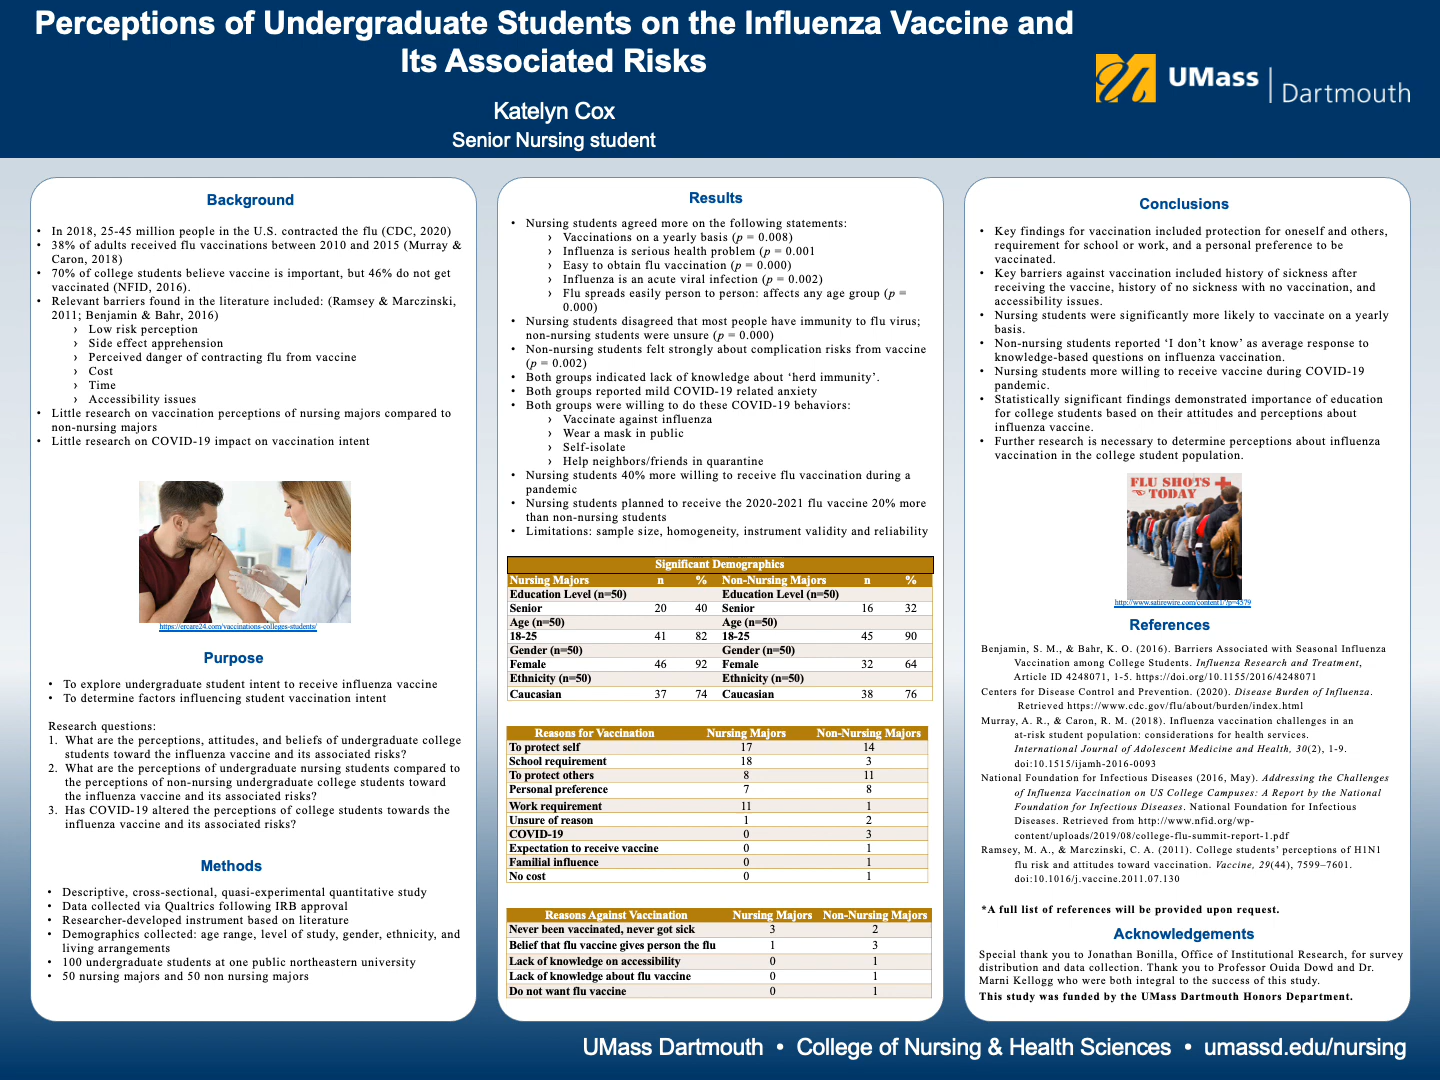 Perceptions of Undergraduate Students on the Influenza Vaccine and
Its Associated Risks
Katelyn Cox
Senior Nursing student
UMass | Dartmouth
Background
• In 2018, 25-45 million people in the U.S. contracted the flu (CDC, 2020)
• 38% of adults received flu vaccinations between 2010 and 2015 (Murray &
Caron, 2018)
• 70% of college students believe vaccine is important, but 46% do not get
vaccinated (NFID, 2016).
• Relevant barriers found in the literature included: (Ramsey & Marczinski,
2011; Benjamin & Bahr, 2016)
› Low risk perception
› Side effect apprehension
› Perceived danger of contracting flu from vaccine
› Cost
› Time
› Accessibility issues
• Little research on vaccination perceptions of nursing majors compared to
non-nursing majors
• Little research on COVID-19 impact on vaccination intent
https://ercare24.com/vaccinations-colleges-students/
Purpose
• To explore undergraduate student intent to receive influenza vaccine
• To determine factors influencing student vaccination intent
Research questions:
1. What are the perceptions, attitudes, and beliefs of undergraduate college
students toward the influenza vaccine and its associated risks?
2. What are the perceptions of undergraduate nursing students compared to
the perceptions of non-nursing undergraduate college students toward
the influenza vaccine and its associated risks?
3. Has COVID-19 altered the perceptions of college students towards the
influenza vaccine and its associated risks?
Methods
• Descriptive, cross-sectional, quasi-experimental quantitative study
• Data collected via Qualtrics following IRB approval
• Researcher-developed instrument based on literature
• Demographics collected: age range, level of study, gender, ethnicity, and
living arrangements
• 100 undergraduate students at one public northeastern university
• 50 nursing majors and 50 non nursing majors
Results
• Nursing students agreed more on the following statements:
› Vaccinations on a yearly basis (p = 0.008)
› Influenza is serious health problem (p = 0.001
› Easy to obtain flu vaccination (p = 0.000)
› Influenza is an acute viral infection (p = 0.002)
› Flu spreads easily person to person: affects any age group (p =
0.000)
• Nursing students disagreed that most people have immunity to flu virus;
non-nursing students were unsure (p = 0.000)
• Non-nursing students felt strongly about complication risks from vaccine
(p = 0.002)
• Both groups indicated lack of knowledge about ‘herd immunity’.
• Both groups reported mild COVID-19 related anxiety
• Both groups were willing to do these COVID-19 behaviors:
› Vaccinate against influenza
› Wear a mask in public
› Self-isolate
› Help neighbors/friends in quarantine
• Nursing students 40% more willing to receive flu vaccination during a
pandemic
• Nursing students planned to receive the 2020-2021 flu vaccine 20% more
than non-nursing students
• Limitations: sample size, homogeneity, instrument validity and reliability
Significant Demographics
Nursing Majors n % Non-Nursing Majors n %
Education Level (n=50) Education Level (n=50)
Senior 20 40 Senior 16 32
Age (n=50) Age (n=50)
18-25 41 82 18-25 45 90
Gender (n=50) Gender (n=50)
Female 46 92 Female 32 64
Ethnicity (n=50) Ethnicity (n=50)
Caucasian 37 74 Caucasian 38 76
Reasons for Vaccination Nursing Majors Non-Nursing Majors
To protect self 17 14
School requirement 18 3
To protect others 8 11
Personal preference 7 8
Work requirement 11 1
Unsure of reason 1 2
COVID-19 0 3
Expectation to receive vaccine 0 1
Familial influence 0 1
No cost 0 1
Reasons Against Vaccination Nursing Majors Non-Nursing Majors
Never been vaccinated, never got sick 3 2
Belief that flu vaccine gives person the flu 1 3
Lack of knowledge on accessibility 0 1
Lack of knowledge about flu vaccine 0 1
Do not want flu vaccine 0 1
Conclusions
• Key findings for vaccination included protection for oneself and others,
requirement for school or work, and a personal preference to be
vaccinated.
• Key barriers against vaccination included history of sickness after
receiving the vaccine, history of no sickness with no vaccination, and
accessibility issues.
• Nursing students were significantly more likely to vaccinate on a yearly
basis.
• Non-nursing students reported ‘I don’t know’ as average response to
knowledge-based questions on influenza vaccination.
• Nursing students more willing to receive vaccine during COVID-19
pandemic.
• Statistically significant findings demonstrated importance of education
for college students based on their attitudes and perceptions about
influenza vaccine.
• Further research is necessary to determine perceptions about influenza
vaccination in the college student population.
FLU SHOTS
TODAY
http://www.satirewire.com/content1/?p=4579
References
Benjamin, S. M., & Bahr, K. O. (2016). Barriers Associated with Seasonal Influenza
Vaccination among College Students. Influenza Research and Treatment,
Article ID 4248071, 1-5. https://doi.org/10.1155/2016/4248071
Centers for Disease Control and Prevention. (2020). Disease Burden of Influenza.
Retrieved https://www.cdc.gov/flu/about/burden/index.html
Murray, A. R., & Caron, R. M. (2018). Influenza vaccination challenges in an
at-risk student population: considerations for health services.
International Journal of Adolescent Medicine and Health, 30(2), 1-9.
doi:10.1515/ijamh-2016-0093
National Foundation for Infectious Diseases (2016, May). Addressing the Challenges
of Influenza Vaccination on US College Campuses: A Report by the National
Foundation for Infectious Diseases. National Foundation for Infectious
Diseases. Retrieved from http://www.nfid.org/wp-
content/uploads/2019/08/college-flu-summit-report-1.pdf
Ramsey, M. A., & Marczinski, C. A. (2011). College students’ perceptions of H1N1
flu risk and attitudes toward vaccination. Vaccine, 29(44), 7599–7601.
doi:10.1016/j.vaccine.2011.07.130
*A full list of references will be provided upon request.
Acknowledgements
Special thank you to Jonathan Bonilla, Office of Institutional Research, for survey
distribution and data collection. Thank you to Professor Ouida Dowd and Dr.
Marni Kellogg who were both integral to the success of this study.
This study was funded by the UMass Dartmouth Honors Department.
UMass Dartmouth • College of Nursing & Health Sciences • umassd.edu/nursing